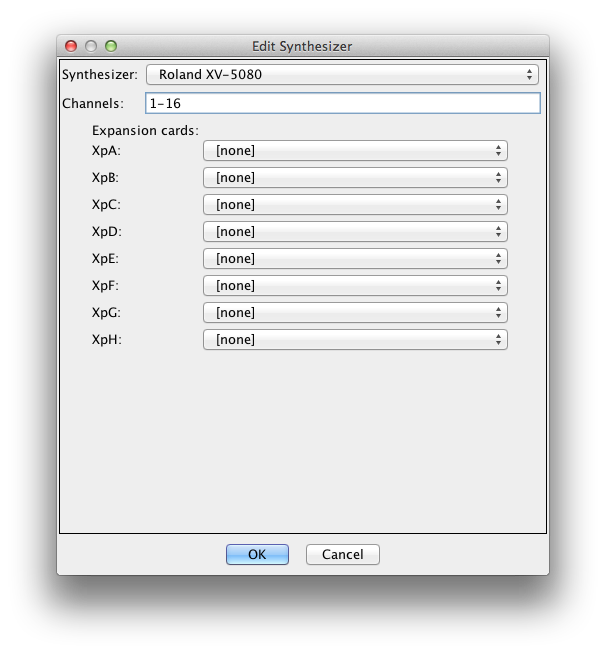 Edit Synthesizer
Synthesizer: Roland XV-5080
Channels: 1-16
Expansion cards:
XpA: [none]
XpB: [none]
XpC: [none]
XpD: [none]
XpE: [none]
XpF: [none]
XpG: [none]
XpH: [none]
OK Cancel